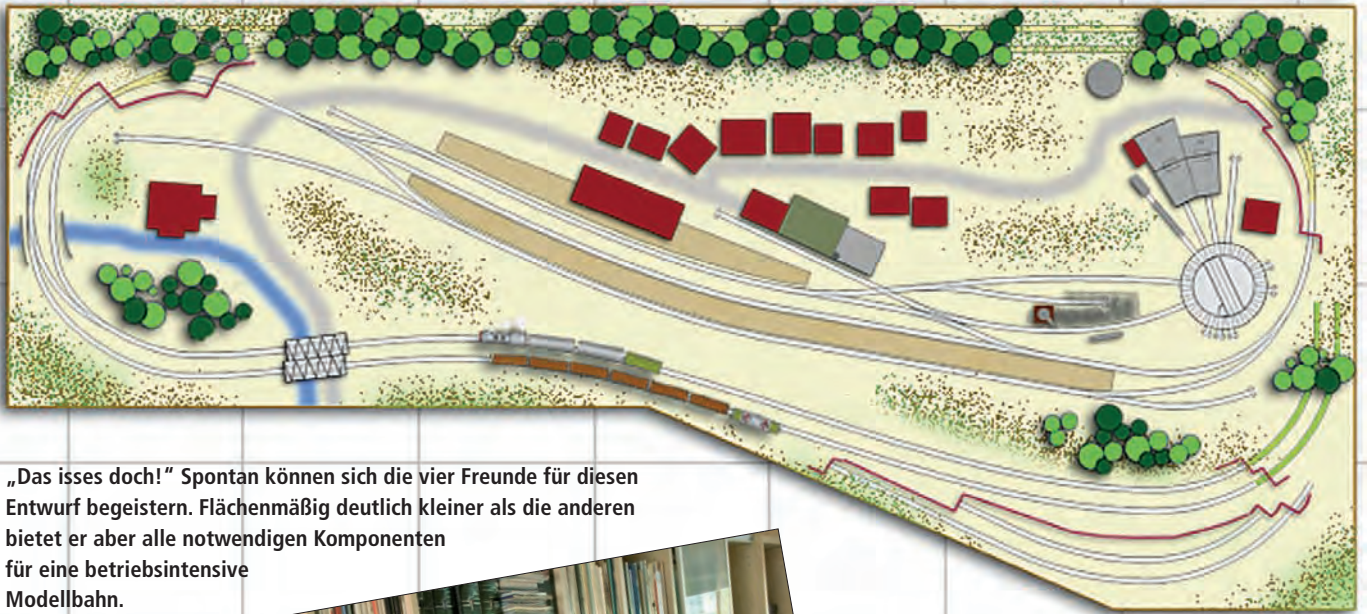 „Das isses doch!“ Spontan können sich die vier Freunde für diesen
Entwurf begeistern. Flächenmäßig deutlich kleiner als die anderen
bietet er aber alle notwendigen Komponenten
für eine betriebsintensive
Modellbahn.